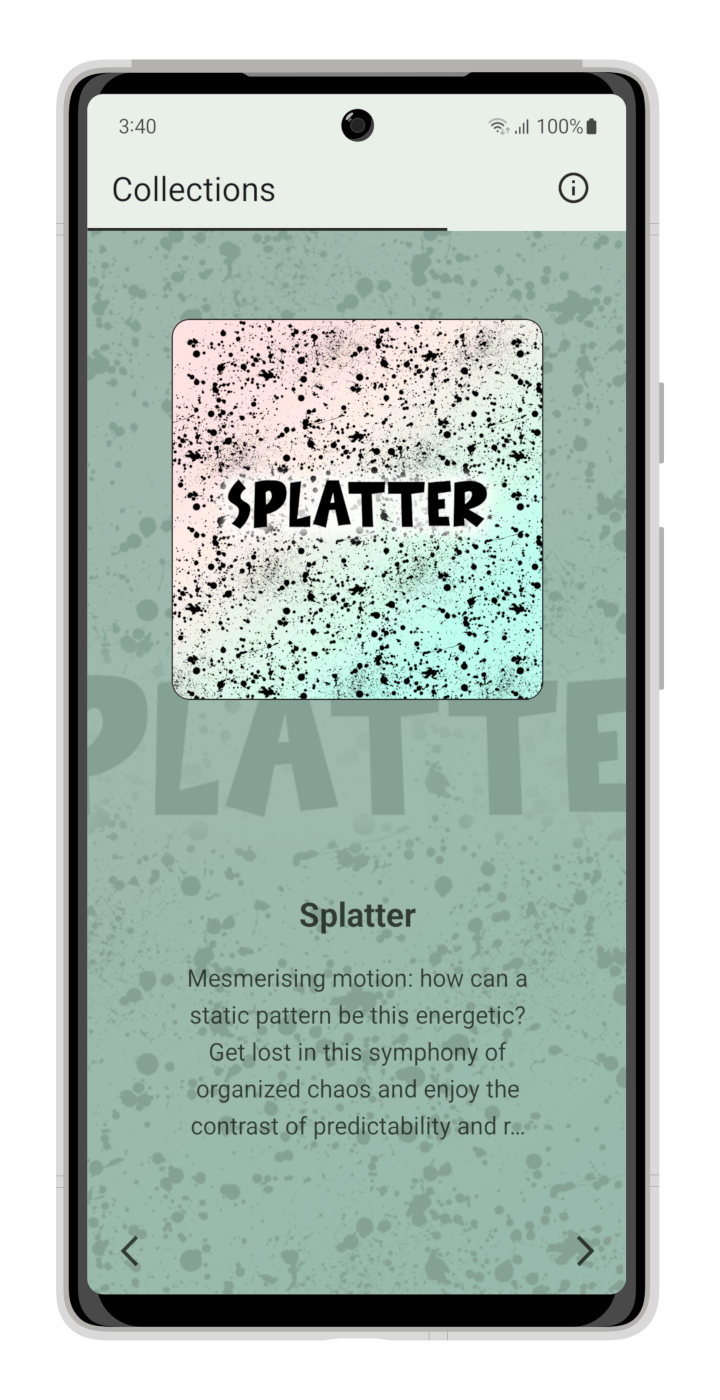 3:40
100%
Collections
SPLATTER
PLATTE
Splatter
Mesmerising motion: how can a
static pattern be this energetic?
Get lost in this symphony of
organized chaos and enjoy the
contrast of predictability and r...